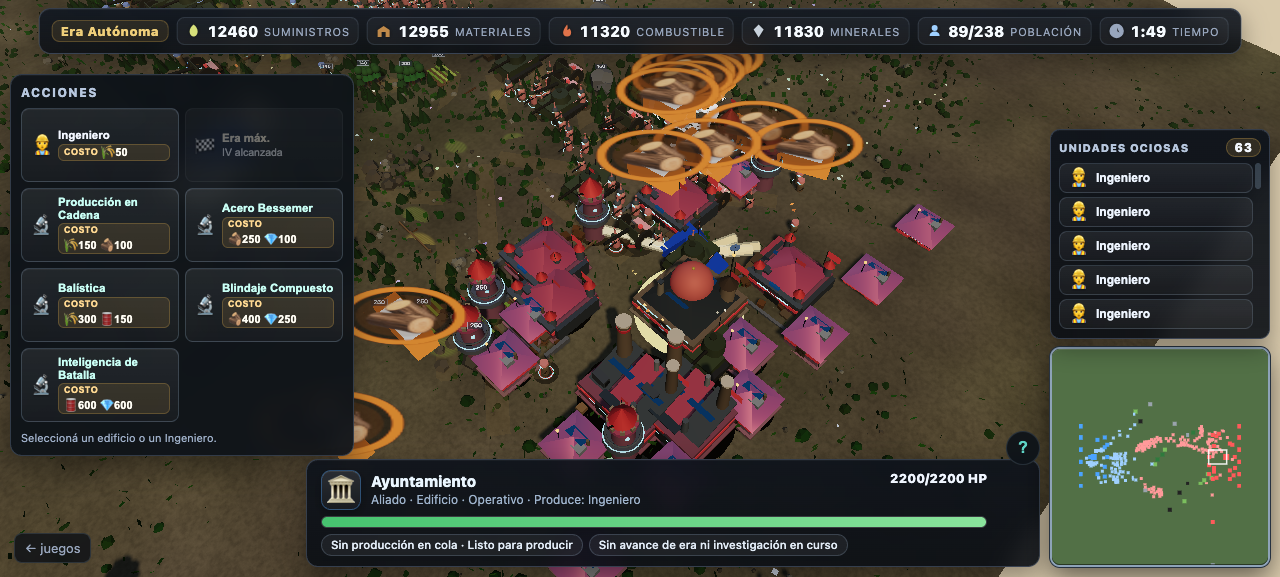 Era Autónoma
12460 SUMINISTROS
12955 MATERIALES
11320 COMBUSTIBLE
11830 MINERALES
89/238 POBLACIÓN
1:49 TIEMPO
ACCIONES
Ingeniero
COSTO 50
Era máx.
IV alcanzada
Producción en
Cadena
COSTO
150 100
Acero Bessemer
COSTO
250 100
Balística
COSTO
300 150
Blindaje Compuesto
COSTO
400 250
Inteligencia de
Batalla
COSTO
600 600
Seleccioná un edificio o un Ingeniero.
250
250
UNIDADES OCIOSAS 63
Ingeniero
Ingeniero
Ingeniero
Ingeniero
Ingeniero
?
Ayuntamiento
2200/2200 HP
Aliado · Edificio · Operativo · Produce: Ingeniero
Sin producción en cola · Listo para producir
Sin avance de era ni investigación en curso
← juegos